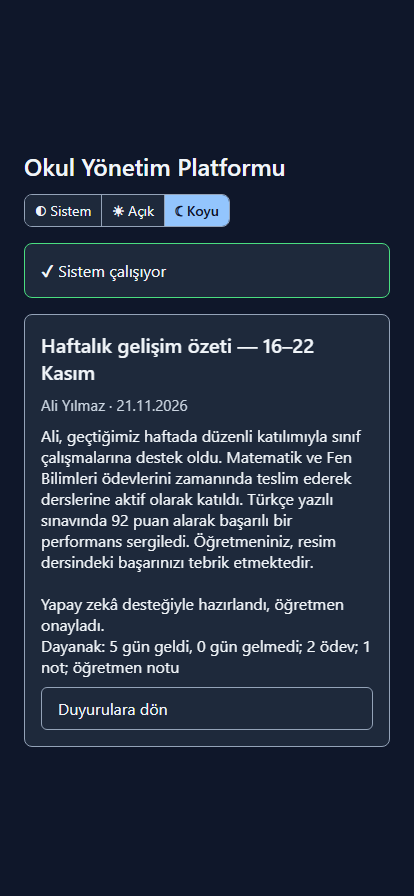 Okul Yönetim Platformu
◐ Sistem ☀ Açık ☾ Koyu
✓ Sistem çalışıyor
Haftalık gelişim özeti — 16–22
Kasım
Ali Yılmaz · 21.11.2026
Ali, geçtiğimiz haftada düzenli katılımıyla sınıf
çalışmalarına destek oldu. Matematik ve Fen
Bilimleri ödevlerini zamanında teslim ederek
derslerine aktif olarak katıldı. Türkçe yazılı
sınavında 92 puan alarak başarılı bir
performans sergiledi. Öğretmeniniz, resim
dersindeki başarınızı tebrik etmektedir.
Yapay zekâ desteğiyle hazırlandı, öğretmen
onayladı.
Dayanak: 5 gün geldi, 0 gün gelmedi; 2 ödev; 1
not; öğretmen notu
Duyurulara dön